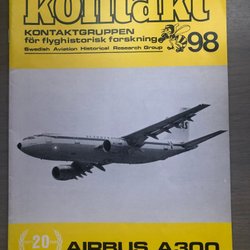 kontakt
KONTAKTGRUPPEN
för flyghistorisk forskning
Swedish Aviation Historical Research Group
98
20
AIRBUS A300